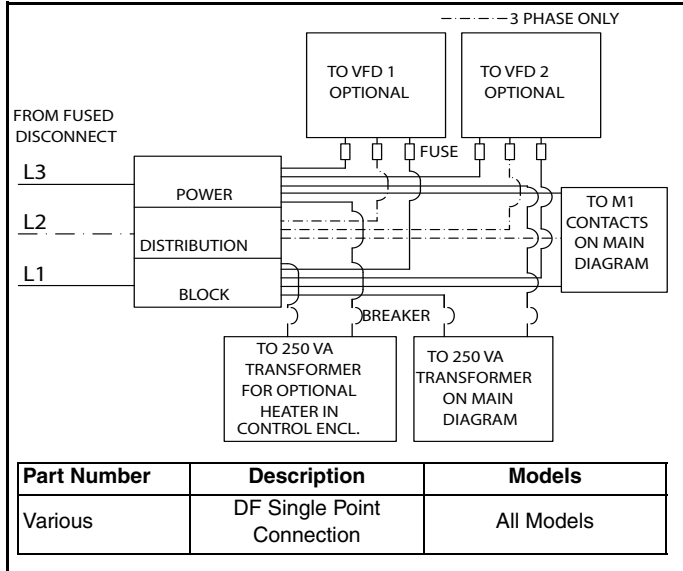 3 PHASE ONLY
TO VFD 1
OPTIONAL
TO VFD 2
OPTIONAL
FROM FUSED
DISCONNECT
FUSE
L3
POWER
L2
DISTRIBUTION
L1
BLOCK
TO M1
CONTACTS
ON MAIN
DIAGRAM
BREAKER
TO 250 VA
TRANSFORMER
FOR OPTIONAL
HEATER IN
CONTROL ENCL.
TO 250 VA
TRANSFORMER
ON MAIN
DIAGRAM
Part Number Description Models
Various DF Single Point All Models
Connection